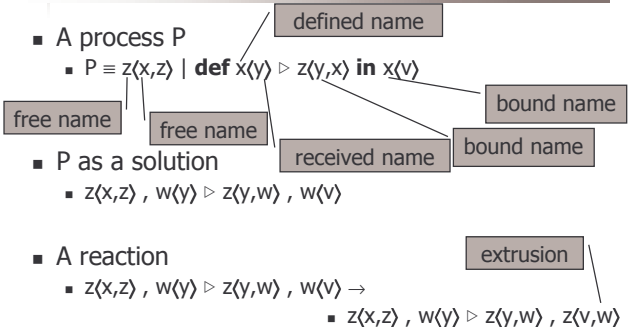 defined name
▪ A process P
▪ P ≡ z⟨x,z⟩ | def x⟨y⟩ ▷ z⟨y,x⟩ in x⟨v⟩
bound name
free name
free name
received name
bound name
▪ P as a solution
▪ z⟨x,z⟩ , w⟨y⟩ ▷ z⟨y,w⟩ , w⟨v⟩
▪ A reaction
extrusion
▪ z⟨x,z⟩ , w⟨y⟩ ▷ z⟨y,w⟩ , w⟨v⟩ →
▪ z⟨x,z⟩ , w⟨y⟩ ▷ z⟨y,w⟩ , z⟨v,w⟩